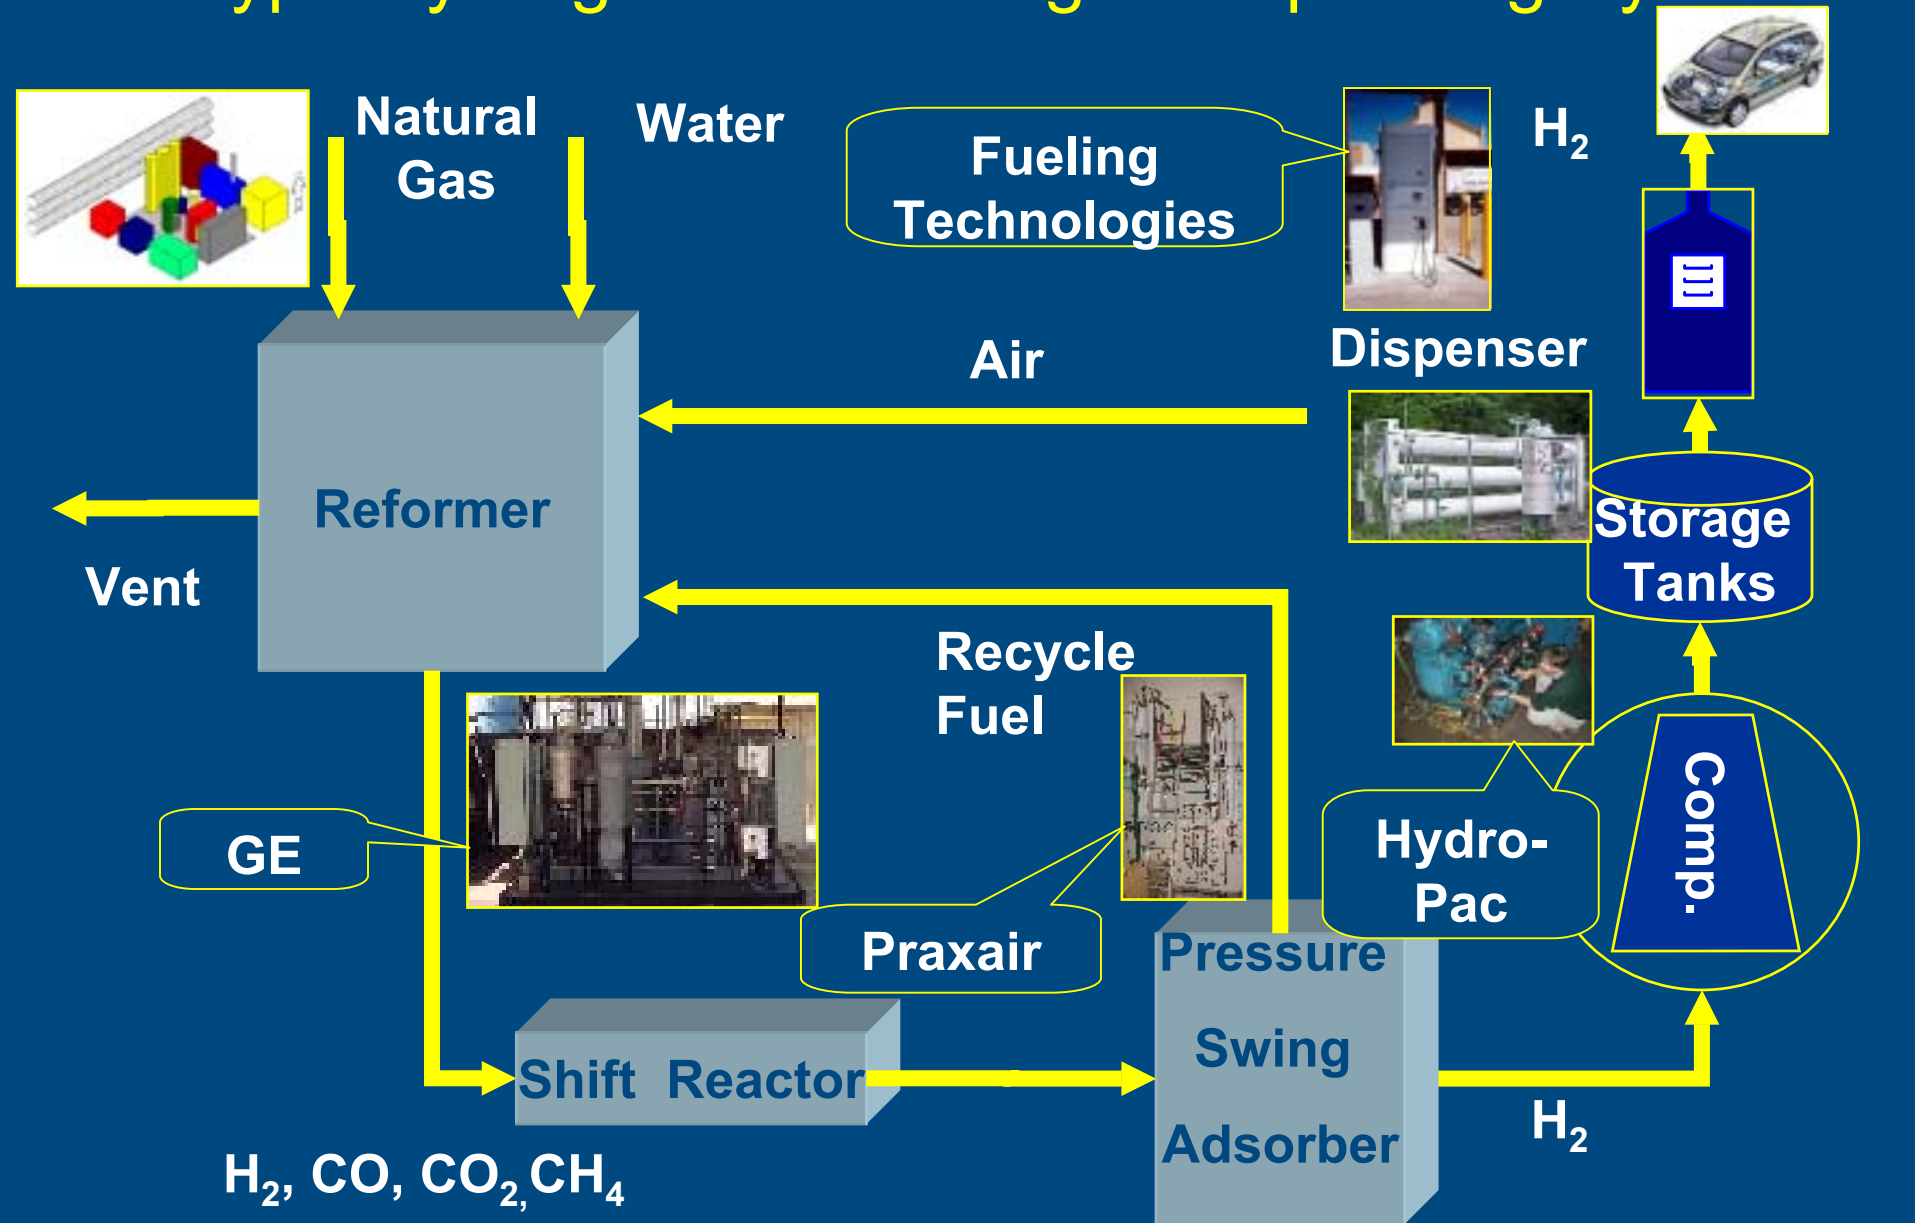 Natural
Gas
Water
Fueling
Technologies
H2
Dispenser
Air
Reformer
Vent
Storage
Tanks
Recycle
Fuel
GE
Praxair
Hydro-
Pac
Comp.
Pressure
Swing
Adsorber
Shift Reactor
H2
H2, CO, CO2,CH4